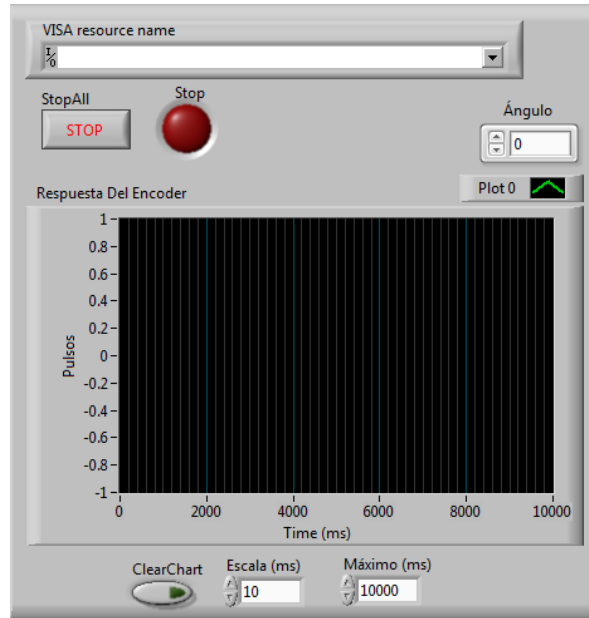 VISA resource name
I/O
StopAll
Stop
STOP
Ángulo
0
Plot 0
Respuesta Del Encoder
1
0.8
0.6
0.4
0.2
0
-0.2
-0.4
-0.6
-0.8
-1
Pulsos
0 2000 4000 6000 8000 10000
Time (ms)
ClearChart
Escala (ms)
10
Máximo (ms)
10000